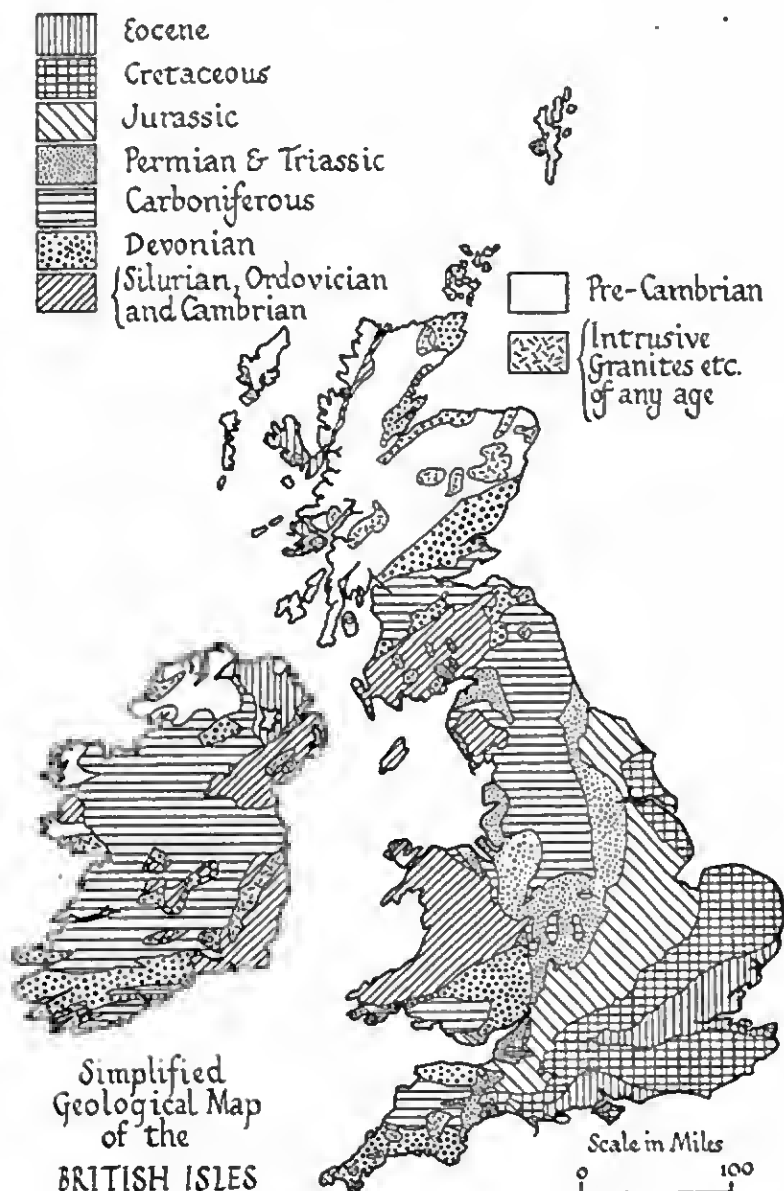 Eocene
Cretaceous
Jurassic
Permian & Triassic
Carboniferous
Devonian
Silurian, Ordovician
and Cambrian
Pre-Cambrian
Intrusive
Granites etc.
of any age
Simplified
Geological Map
of the
BRITISH ISLES
Scale in Miles
0 100